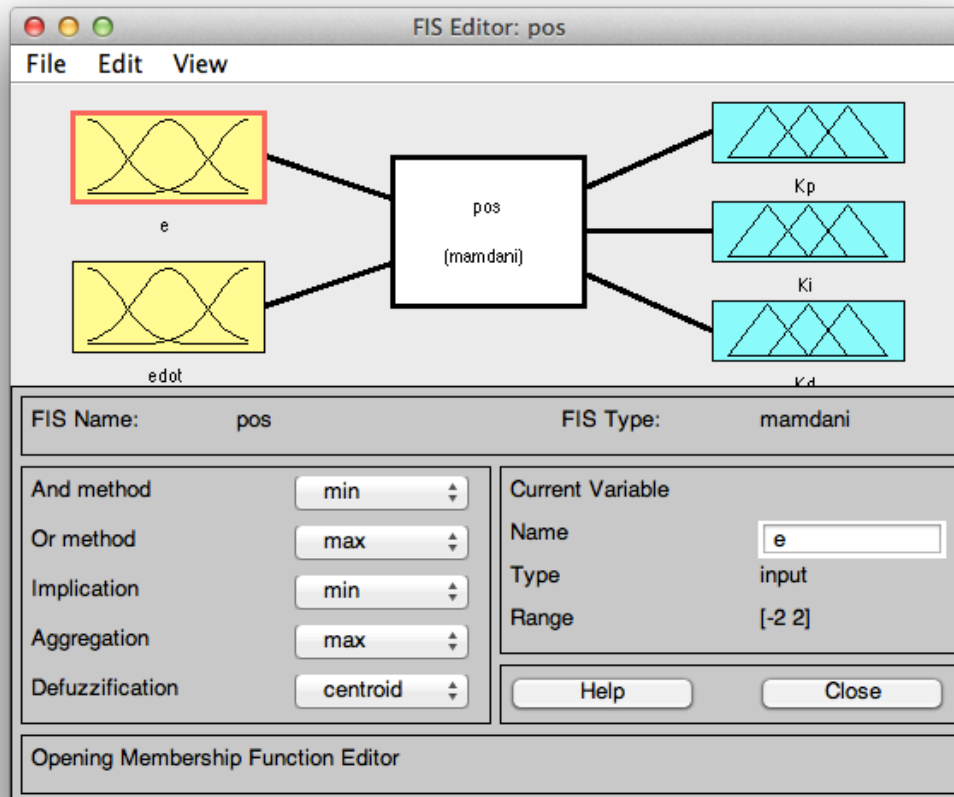 FIS Editor: pos
File Edit View
e
edot
pos
(mamdani)
Kp
Ki
Kd
FIS Name: pos FIS Type: mamdani
And method min
Or method max
Implication min
Aggregation max
Defuzzification centroid
Current Variable
Name e
Type input
Range [-2 2]
Help Close
Opening Membership Function Editor